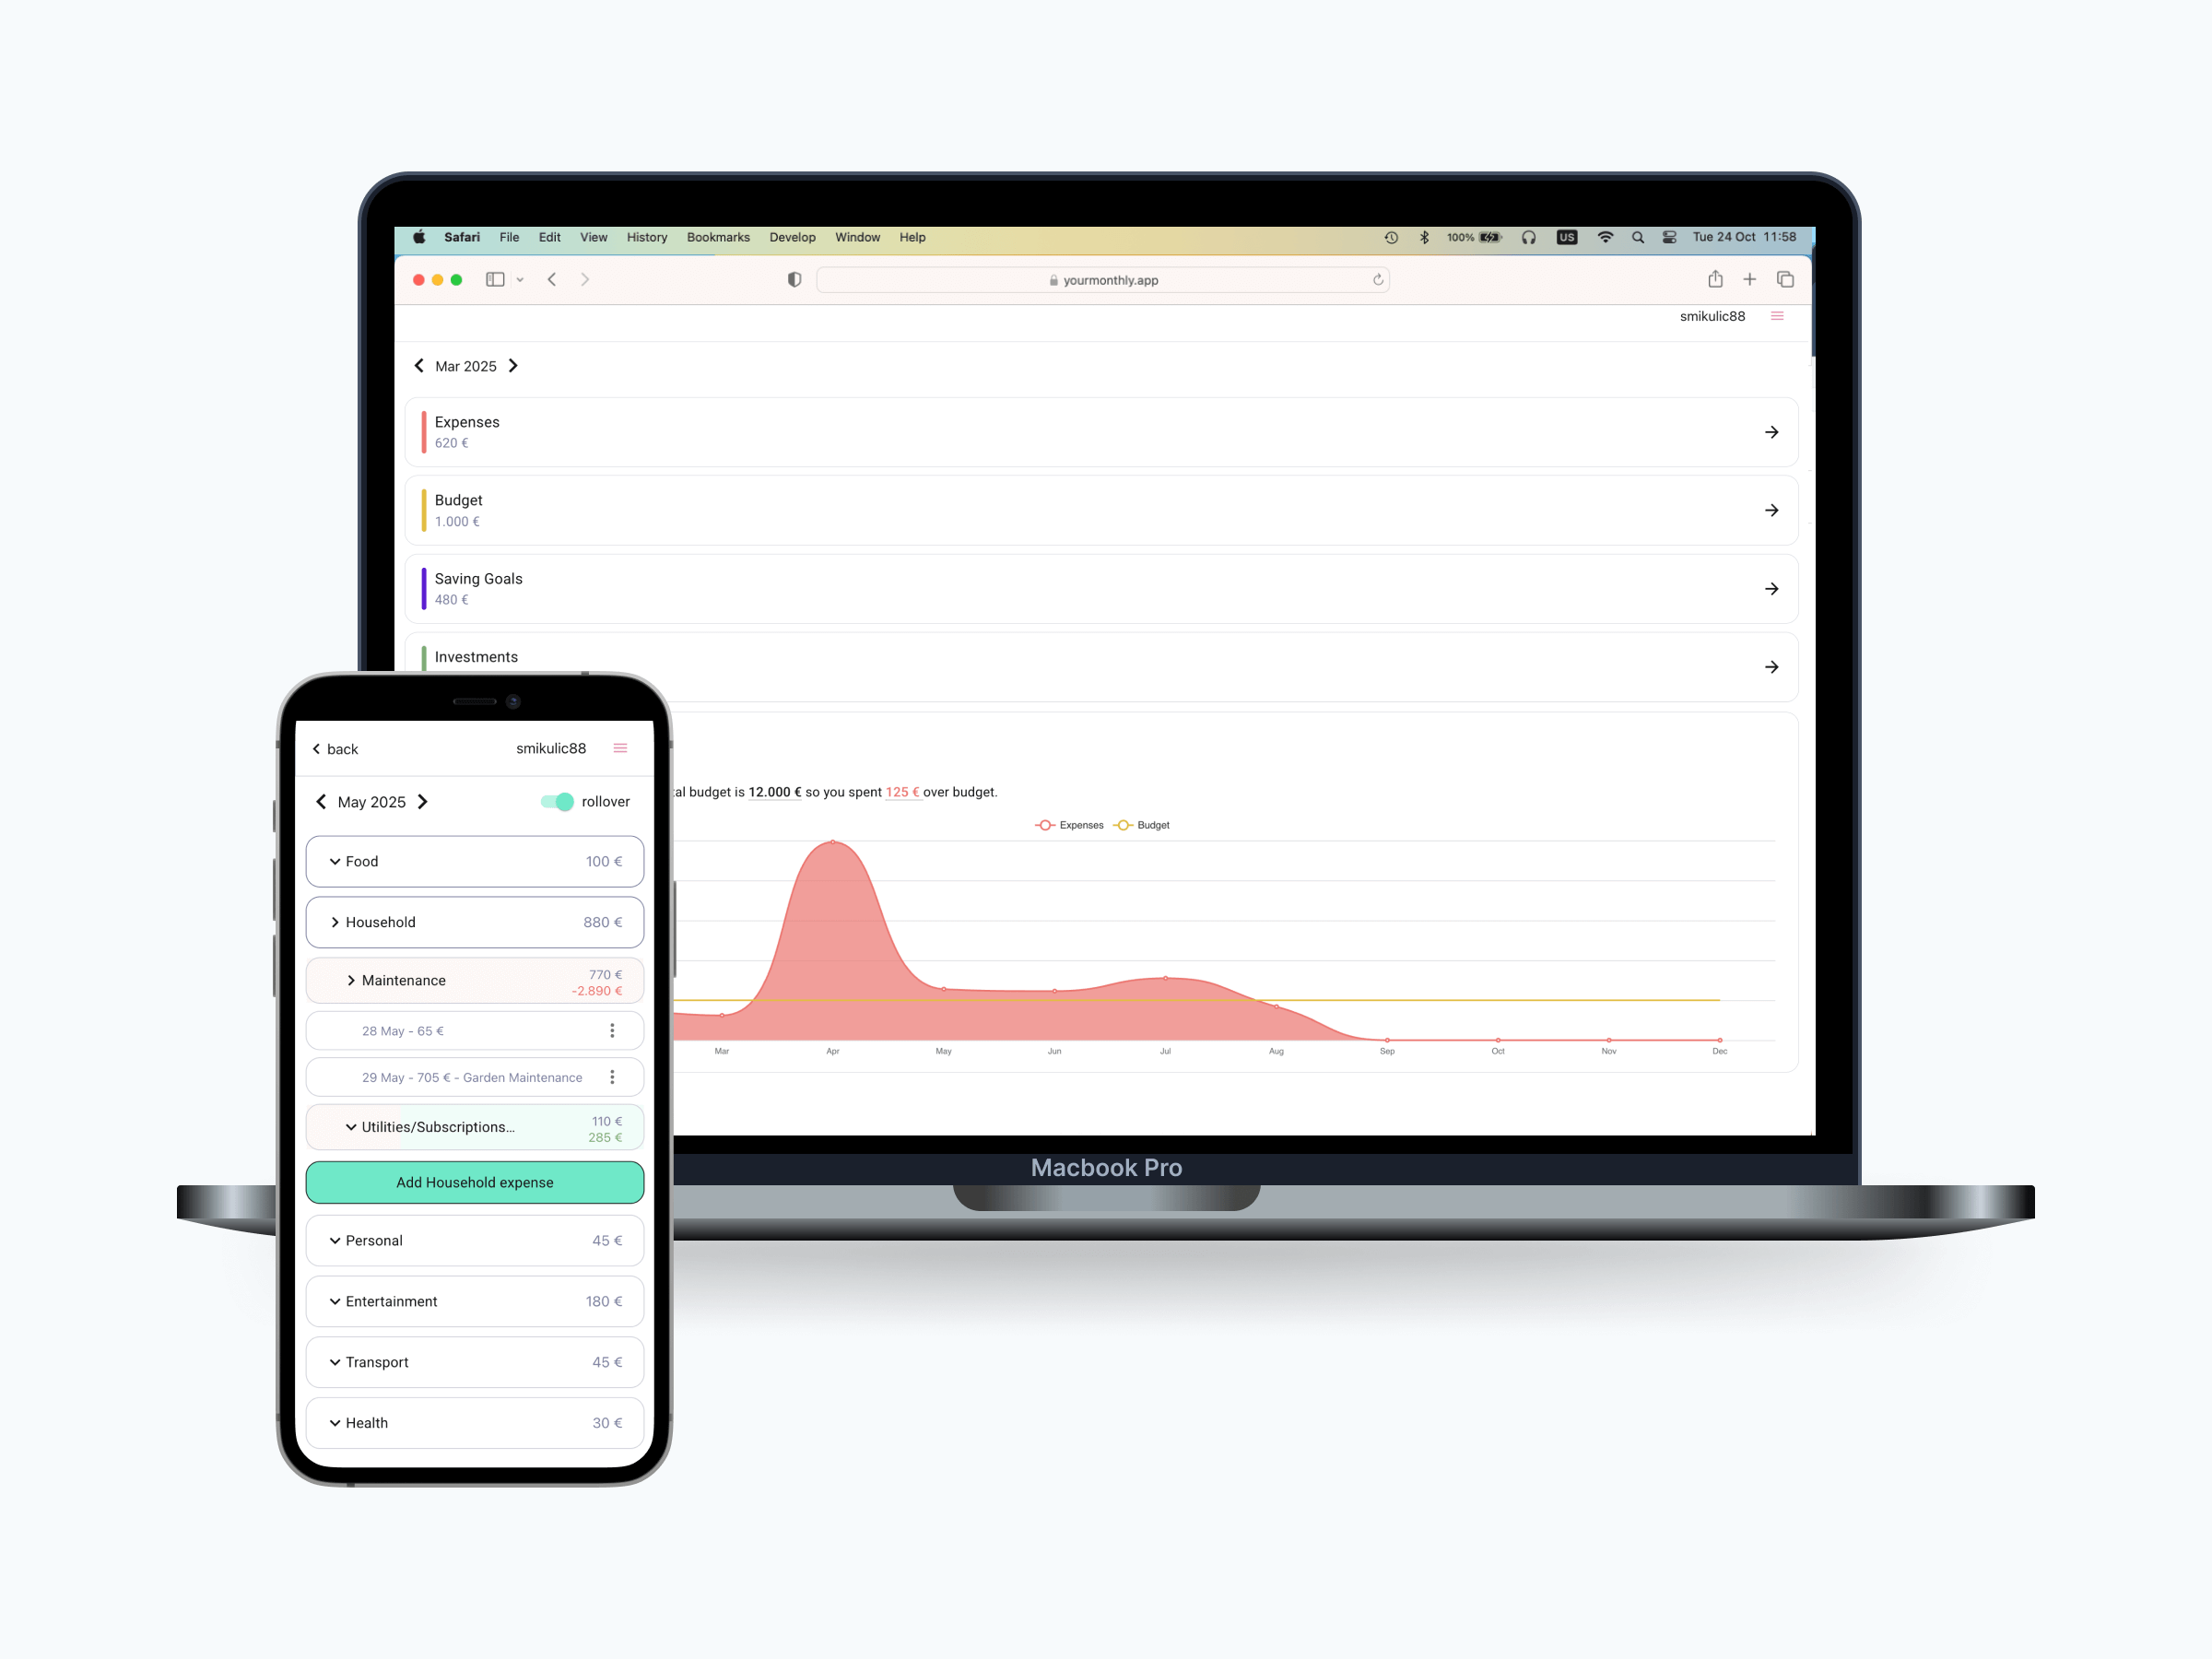 Safari File Edit View History Bookmarks Develop Window Help
100% US Tue 24 Oct 11:58
yourmonthly.app
smikulic88
Mar 2025
Expenses
620 €
Budget
1.000 €
Saving Goals
480 €
Investments
budget is 12.000 € so you spent 125 € over budget.
Expenses Budget
Mar Apr May Jun Jul Aug Sep Oct Nov Dec
Macbook Pro
back smikulic88
May 2025 rollover
Food 100 €
Household 880 €
Maintenance 770 €
-2.890 €
28 May - 65 €
29 May - 705 € - Garden Maintenance
Utilities/Subscriptions... 110 €
285 €
Add Household expense
Personal 45 €
Entertainment 180 €
Transport 45 €
Health 30 €